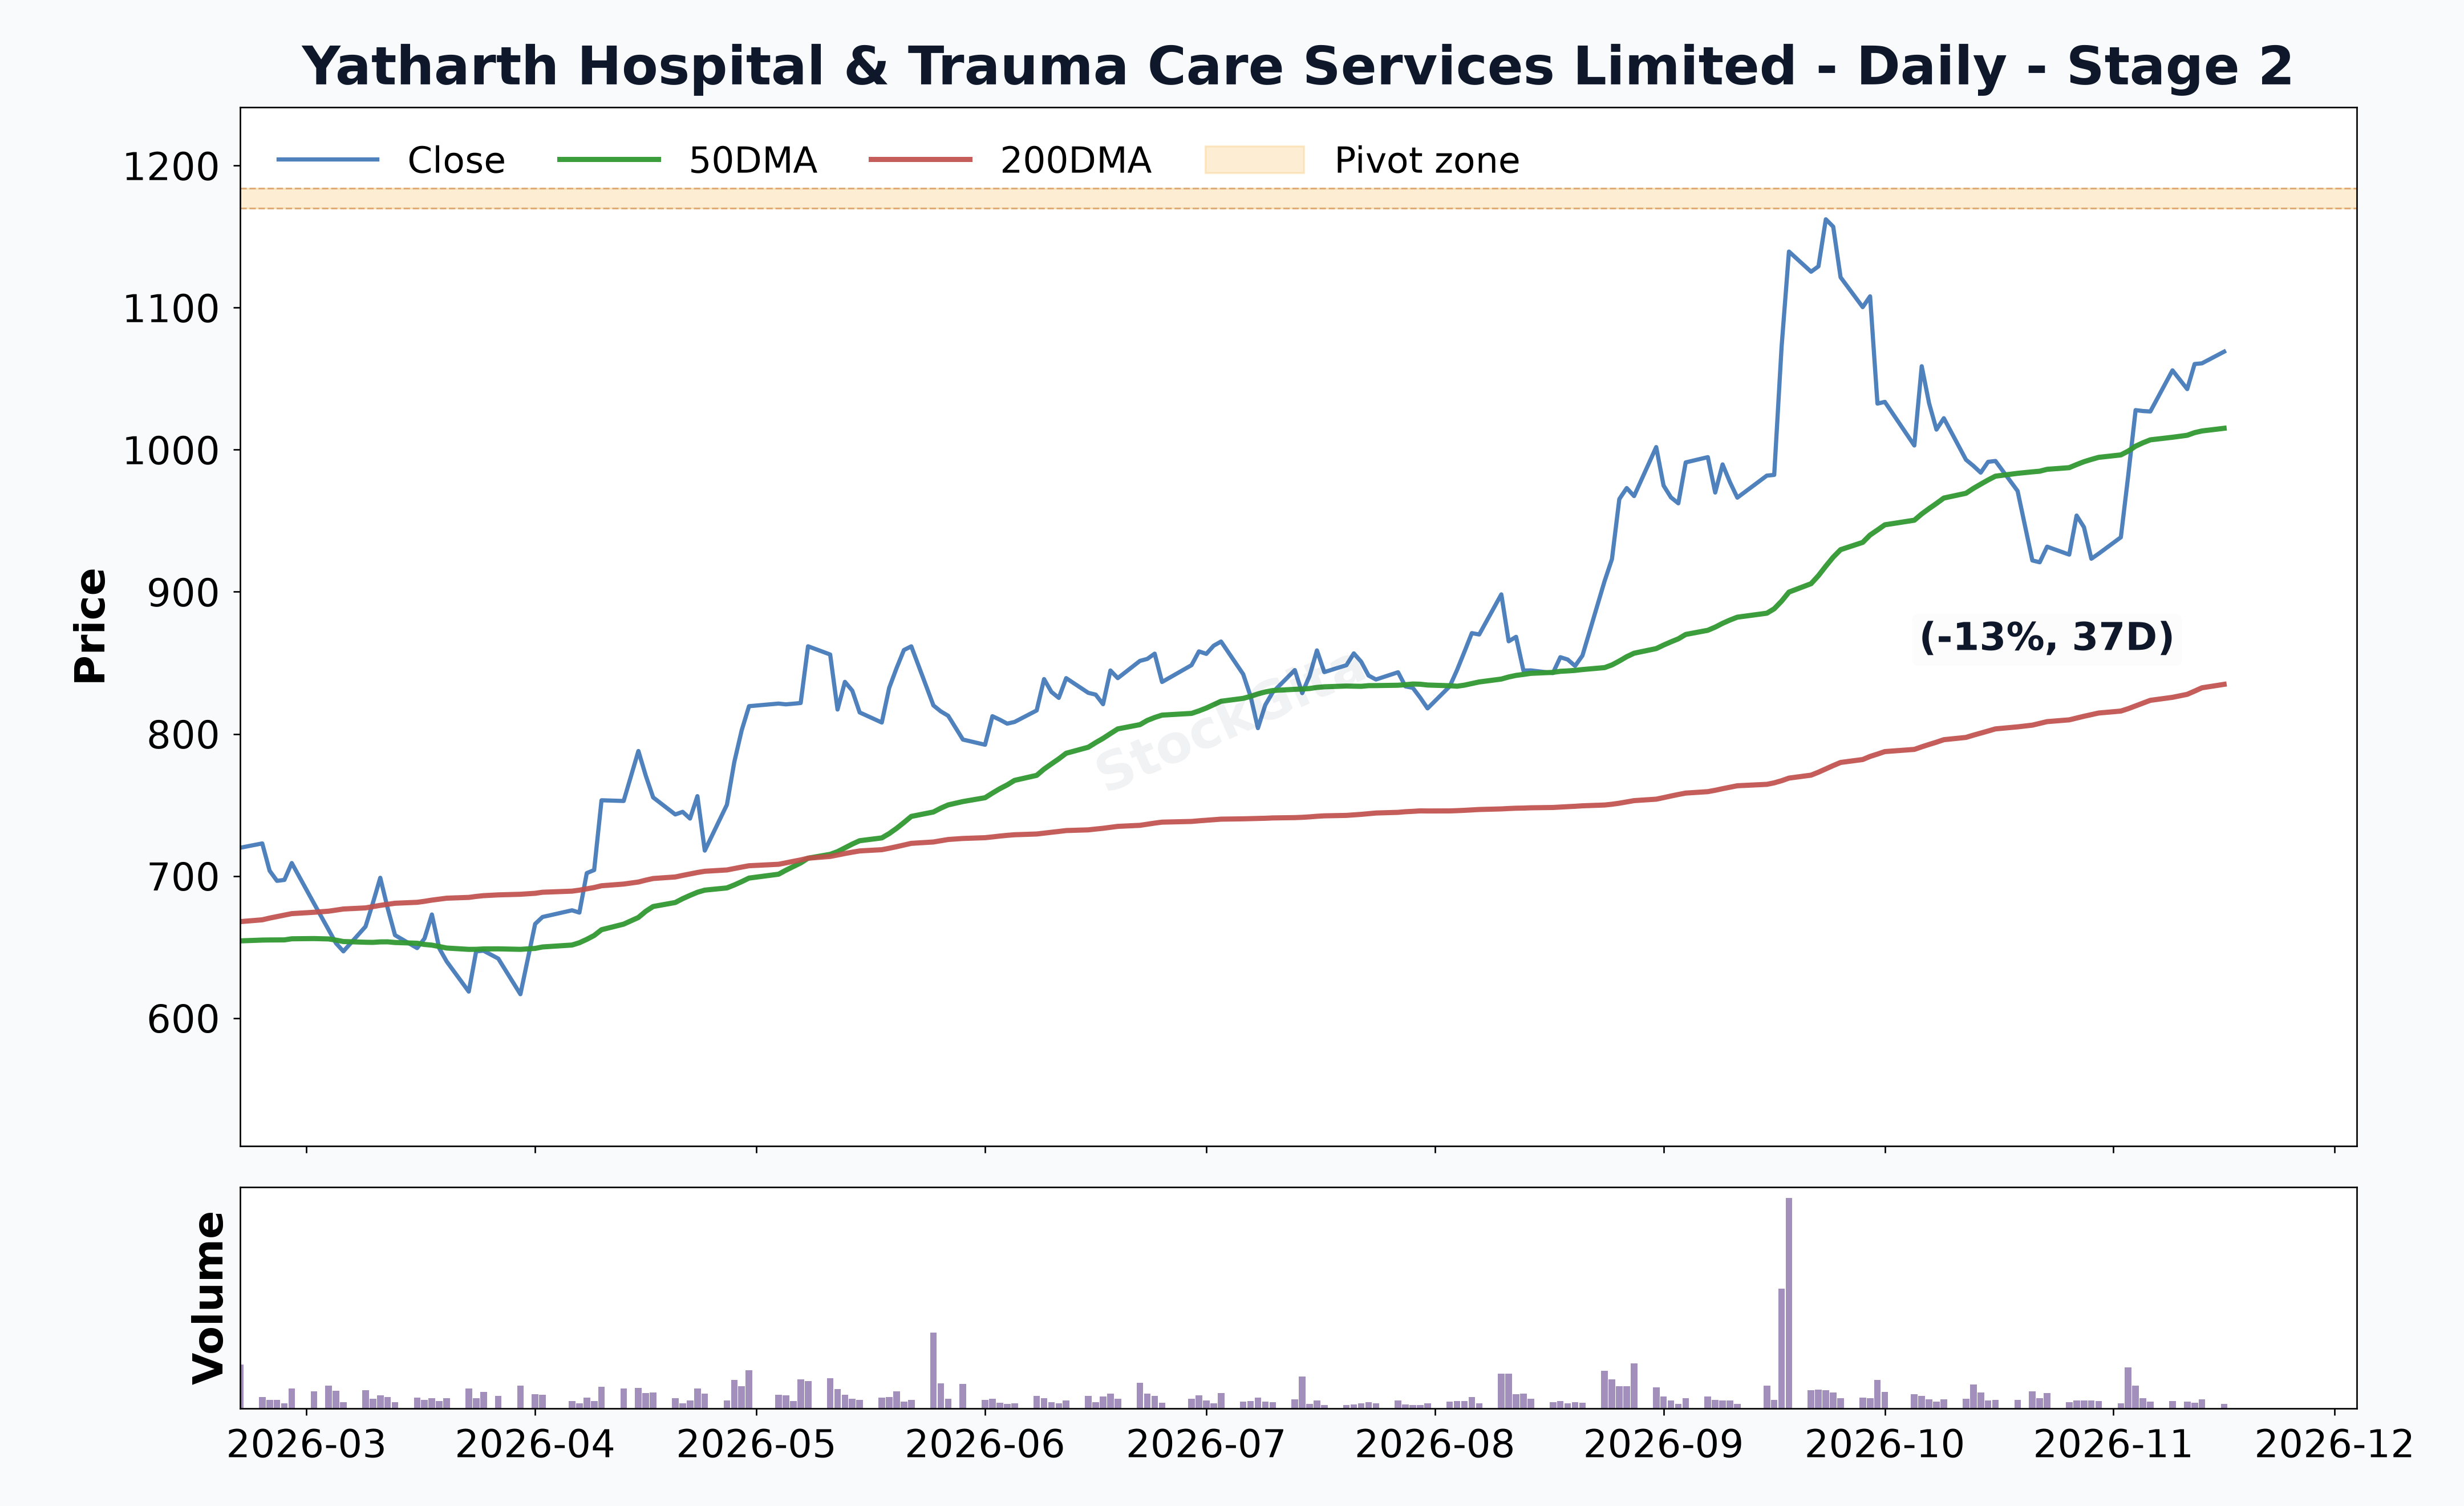 Yatharth Hospital & Trauma Care Services Limited - Daily - Stage 2
Close 50DMA 200DMA Pivot zone
1200
1100
1000
900
800
700
600
Price
(-13%, 37D)
Volume
2026-03 2026-04 2026-05 2026-06 2026-07 2026-08 2026-09 2026-10 2026-11 2026-12